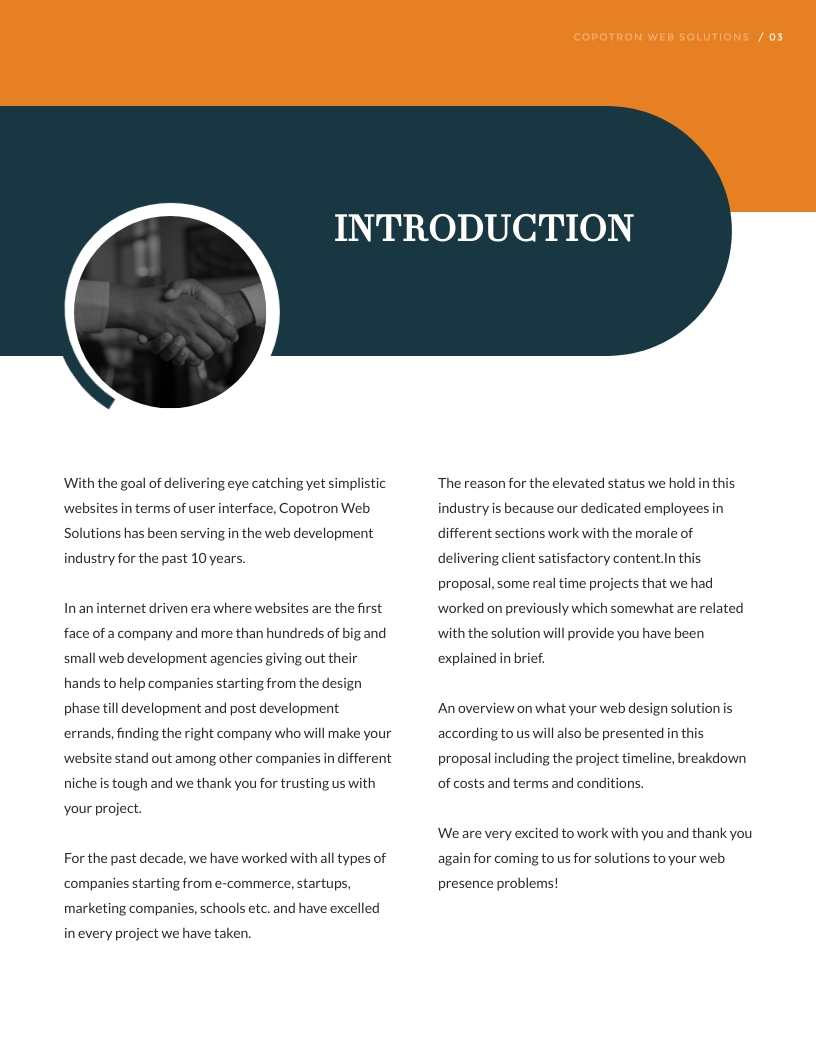 COPOTRON WEB SOLUTIONS / 03
INTRODUCTION
With the goal of delivering eye catching yet simplistic
websites in terms of user interface, Copotron Web
Solutions has been serving in the web development
industry for the past 10 years.
In an internet driven era where websites are the first
face of a company and more than hundreds of big and
small web development agencies giving out their
hands to help companies starting from the design
phase till development and post development
errands, finding the right company who will make your
website stand out among other companies in different
niche is tough and we thank you for trusting us with
your project.
For the past decade, we have worked with all types of
companies starting from e-commerce, startups,
marketing companies, schools etc. and have excelled
in every project we have taken.
The reason for the elevated status we hold in this
industry is because our dedicated employees in
different sections work with the morale of
delivering client satisfactory content.In this
proposal, some real time projects that we had
worked on previously which somewhat are related
with the solution will provide you have been
explained in brief.
An overview on what your web design solution is
according to us will also be presented in this
proposal including the project timeline, breakdown
of costs and terms and conditions.
We are very excited to work with you and thank you
again for coming to us for solutions to your web
presence problems!